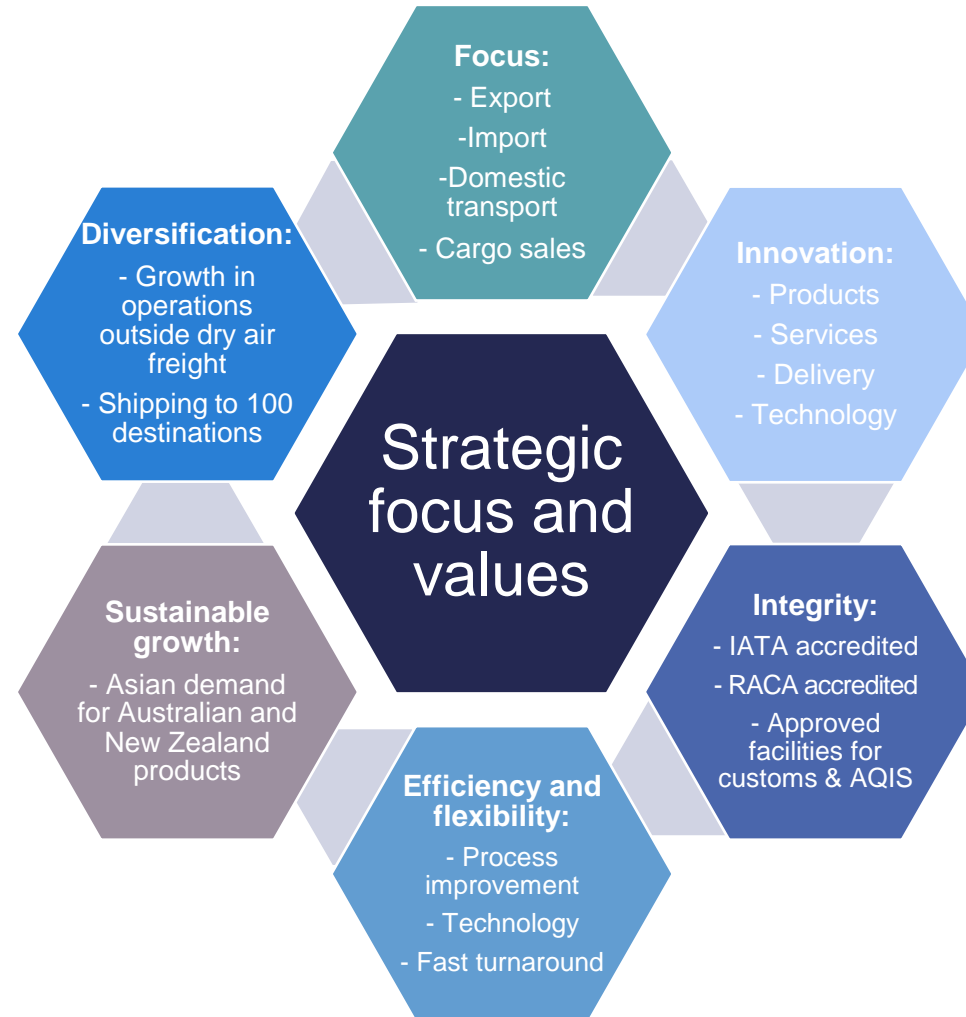 Focus:
- Export
-Import
-Domestic
transport
- Cargo sales
Innovation:
- Products
- Services
- Delivery
- Technology
Integrity:
- IATA accredited
- RACA accredited
- Approved
facilities for
customs & AQIS
Efficiency and
flexibility:
- Process
improvement
- Technology
- Fast turnaround
Sustainable
growth:
- Asian demand
for Australian and
New Zealand
products
Diversification:
- Growth in
operations
outside dry air
freight
- Shipping to 100
destinations
Strategic
focus and
values